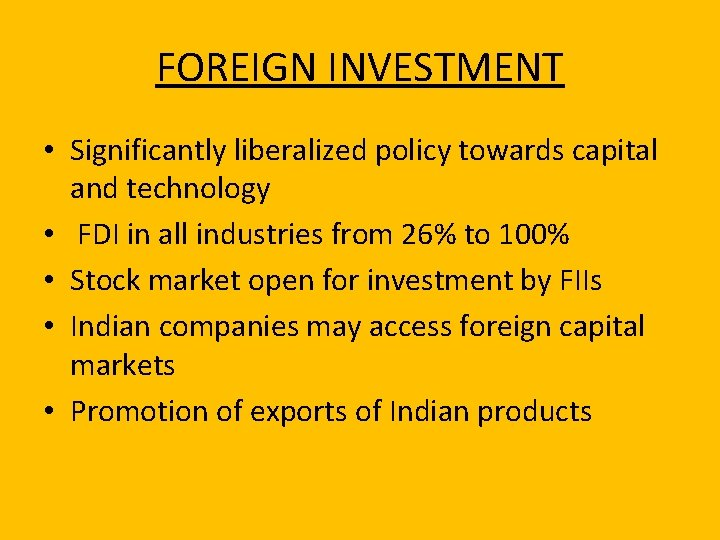 FOREIGN INVESTMENT
• Significantly liberalized policy towards capital
and technology
• FDI in all industries from 26% to 100%
• Stock market open for investment by FIIs
• Indian companies may access foreign capital
markets
• Promotion of exports of Indian products